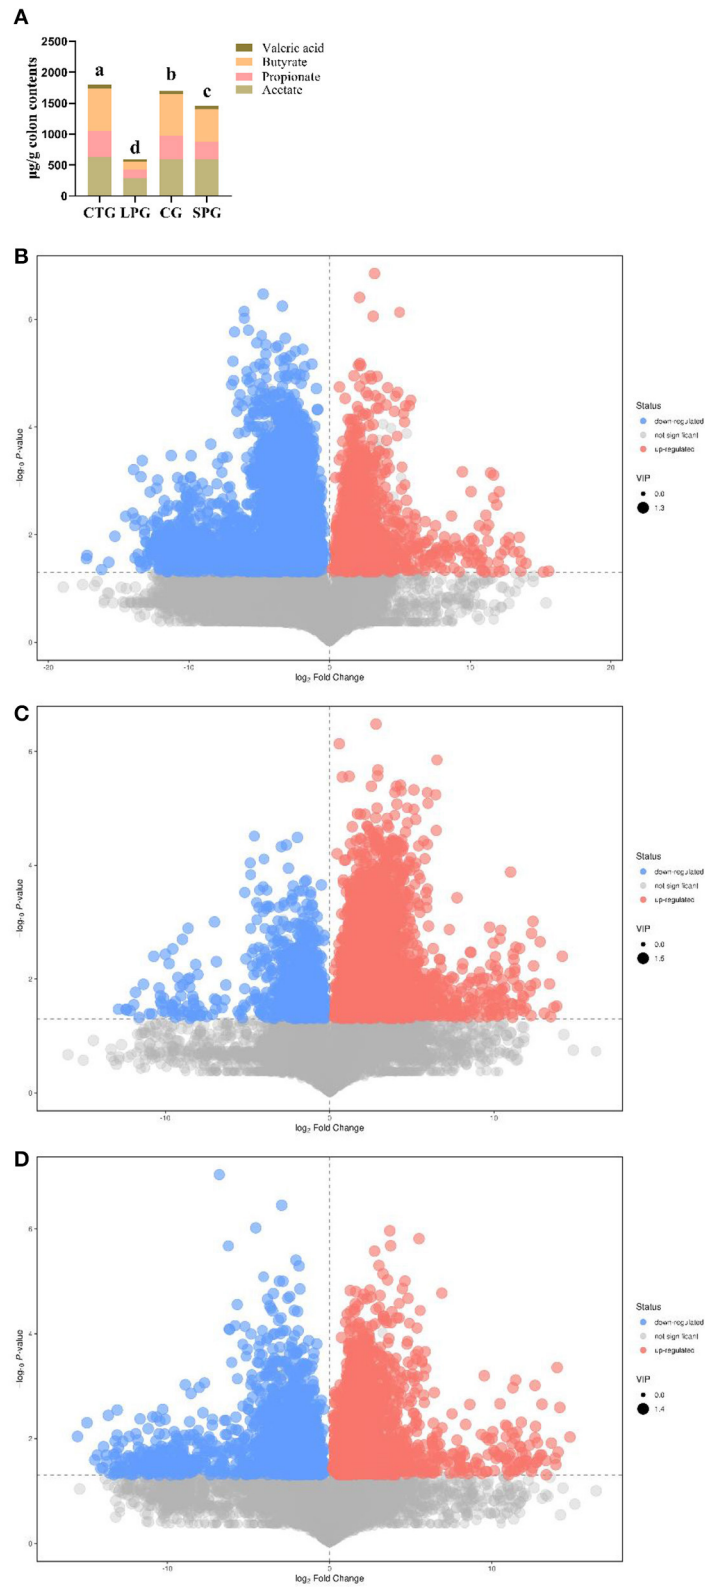 A
2500
2000
1500
1000
500
0
µg/g colon contents
a
d
b
c
CTG LPG CG SPG
Valeric acid
Butyrate
Propionate
Acetate
B
6
4
2
0
-log₁₀ P-value
-20 -10 0 10 20
log₂ Fold Change
Status
down-regulated
not significant
up-regulated
VIP
0.0
1.3
C
6
4
2
0
-log₁₀ P-value
-10 0 10
log₂ Fold Change
Status
down-regulated
not significant
up-regulated
VIP
0.0
1.5
D
6
4
2
0
-log₁₀ P-value
-10 0 10
log₂ Fold Change
Status
down-regulated
not significant
up-regulated
VIP
0.0
1.4